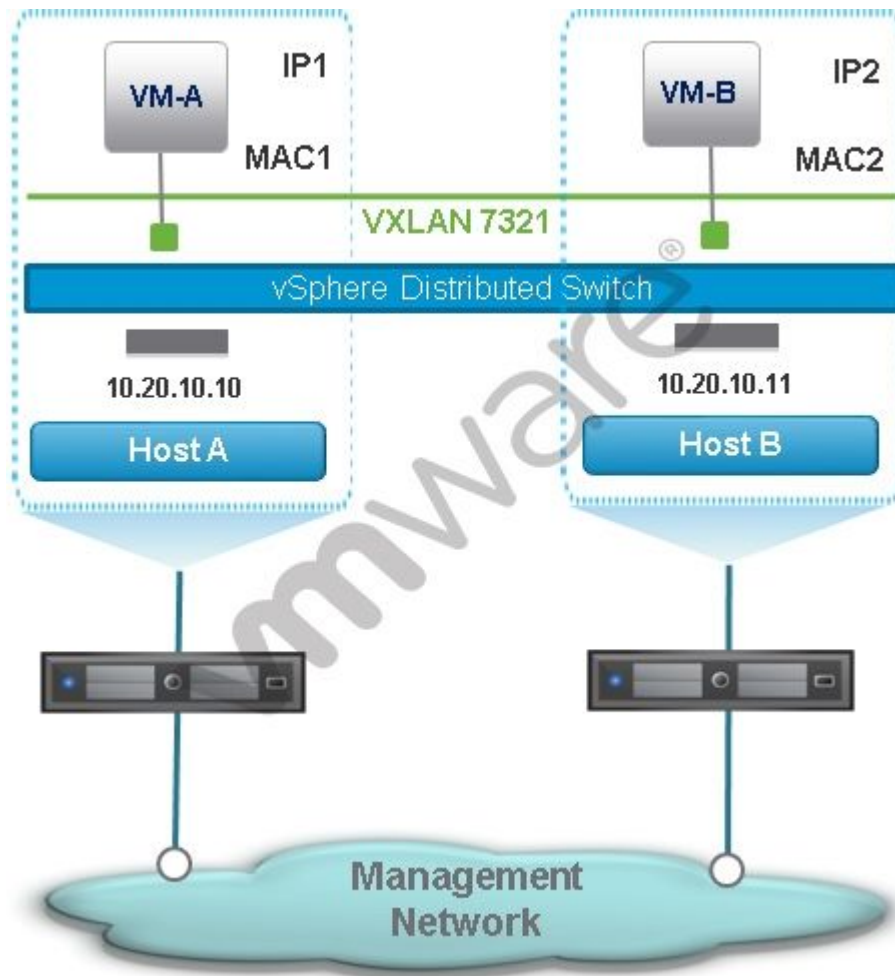 VM-A
IP1
MAC1
VM-B
IP2
MAC2
VXLAN 7321
vSphere Distributed Switch
10.20.10.10
10.20.10.11
Host A
Host B
vmware®
Management
Network